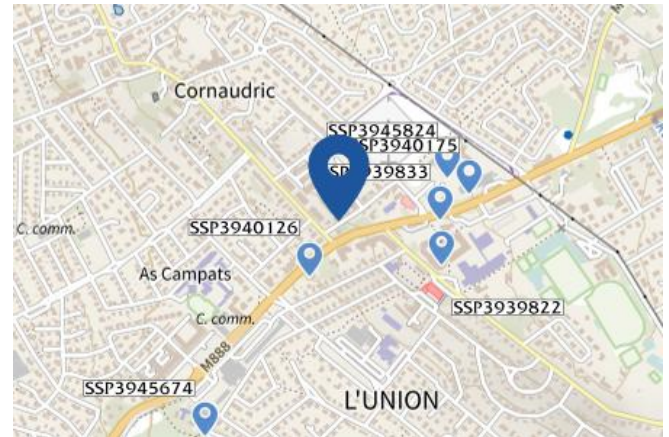 Cornaudric
SSP3945824
SSP3940175
SSP3939833
C. comm.
SSP3940126
As Campats
C. comm.
SSP3939822
M888
SSP3945674
L'UNION